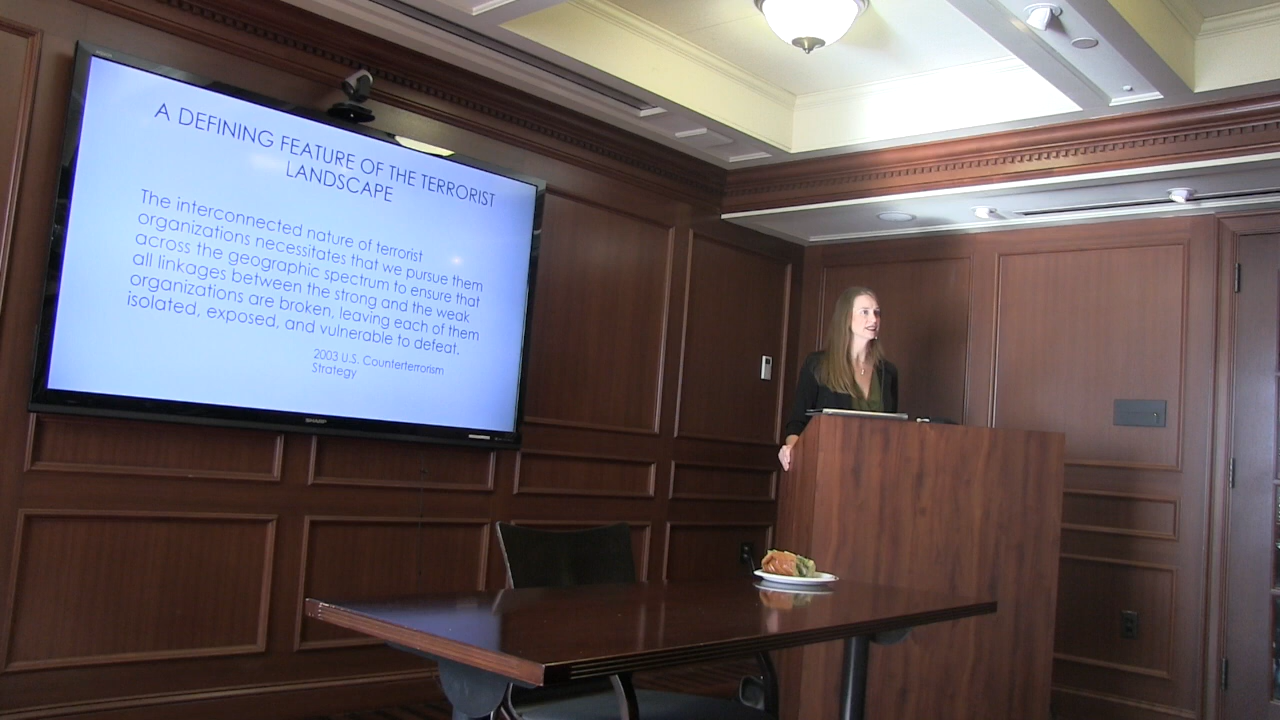 A DEFINING FEATURE OF THE TERRORIST
LANDSCAPE
The interconnected nature of terrorist
organizations necessitates that we pursue them
across the geographic spectrum to ensure that
all linkages between the strong and the weak
organizations are broken, leaving each of them
isolated, exposed, and vulnerable to defeat.
2003 U.S. Counterterrorism
Strategy
SHARP